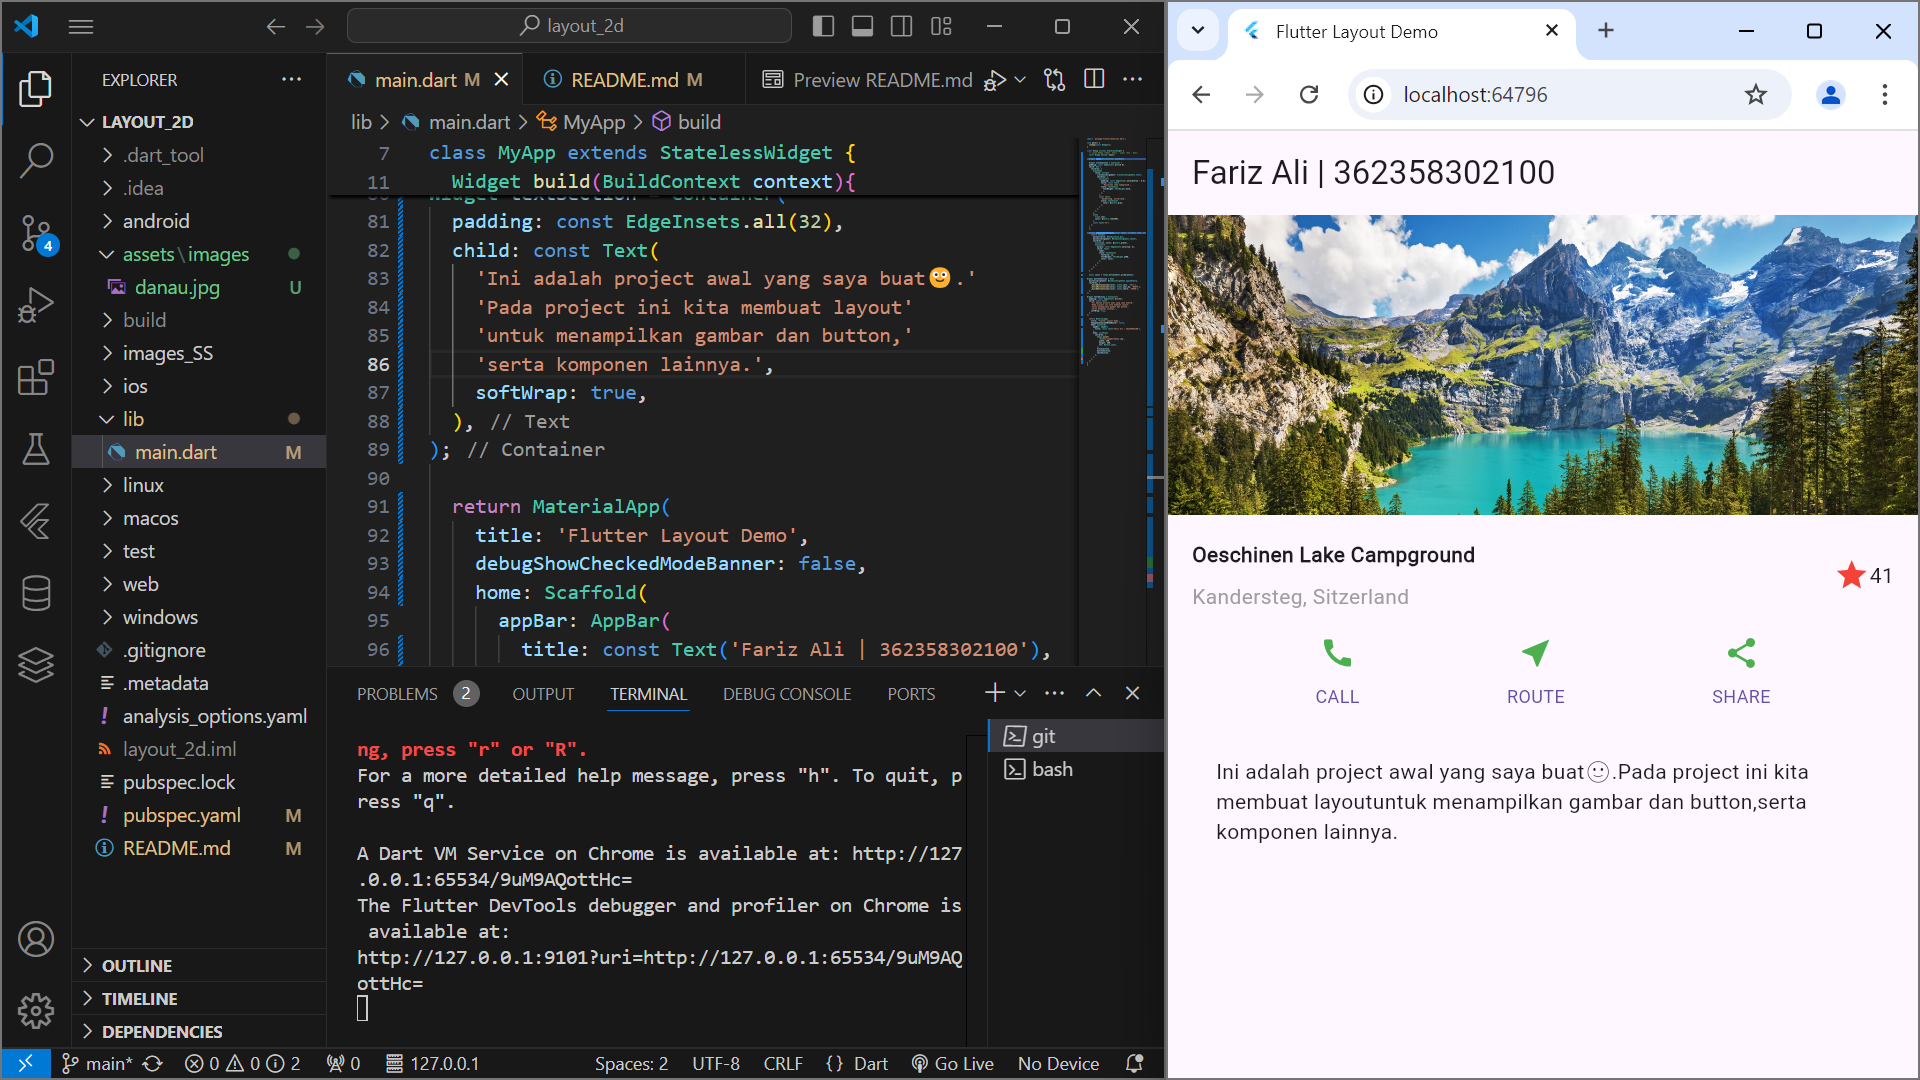 layout_2d
EXPLORER
LAYOUT_2D
.dart_tool
.idea
android
assets\images
danau.jpg U
build
images_SS
ios
lib
main.dart M
linux
macos
test
web
windows
.gitignore
.metadata
analysis_options.yaml
layout_2d.iml
pubspec.lock
pubspec.yaml M
README.md M
OUTLINE
TIMELINE
DEPENDENCIES
4
main.dart M
README.md M
Preview README.md
lib > main.dart > MyApp > build
7 class MyApp extends StatelessWidget {
11 Widget build(BuildContext context){
81 padding: const EdgeInsets.all(32),
82 child: const Text(
83 'Ini adalah project awal yang saya buat🙂.'
84 'Pada project ini kita membuat layout'
85 'untuk menampilkan gambar dan button,'
86 'serta komponen lainnya.',
87 softWrap: true,
88 ), // Text
89 ); // Container
90
91 return MaterialApp(
92 title: 'Flutter Layout Demo',
93 debugShowCheckedModeBanner: false,
94 home: Scaffold(
95 appBar: AppBar(
96 title: const Text('Fariz Ali | 362358302100'),
PROBLEMS 2 OUTPUT TERMINAL DEBUG CONSOLE PORTS
ng, press "r" or "R".
For a more detailed help message, press "h". To quit, p
ress "q".
A Dart VM Service on Chrome is available at: http://127
.0.0.1:65534/9uM9AQottHc=
The Flutter DevTools debugger and profiler on Chrome is
available at:
http://127.0.0.1:9101?uri=http://127.0.0.1:65534/9uM9AQ
ottHc=
git
bash
main* 0 0 2 0 127.0.0.1 Spaces: 2 UTF-8 CRLF {} Dart Go Live No Device
Flutter Layout Demo
localhost:64796
Fariz Ali | 362358302100
Oeschinen Lake Campground
Kandersteg, Sitzerland
41
CALL ROUTE SHARE
Ini adalah project awal yang saya buat🙂.Pada project ini kita
membuat layoutuntuk menampilkan gambar dan button,serta
komponen lainnya.